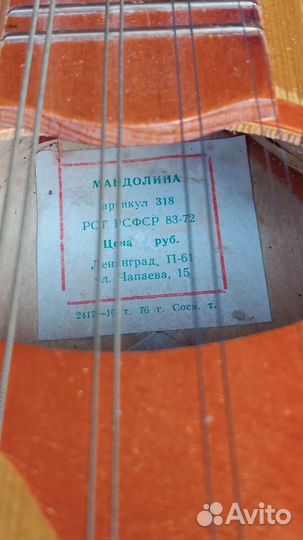 МАНДОЛИНА
артикул 318
РСТ РСФСР 83-72
Цена руб.
Ленинград, П-61
ул. Чапаева, 15
2417—10 т. 76 г. Сосн. т.
Avito